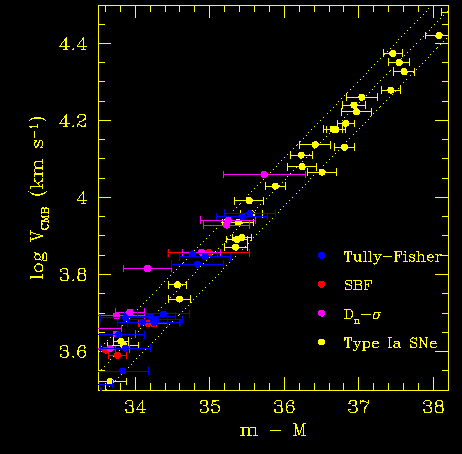 4.4
4.2
4
3.8
3.6
log V_CMB (km s⁻¹)
Tully-Fisher
SBF
Dₙ-σ
Type Ia SNe
34 35 36 37 38
m - M